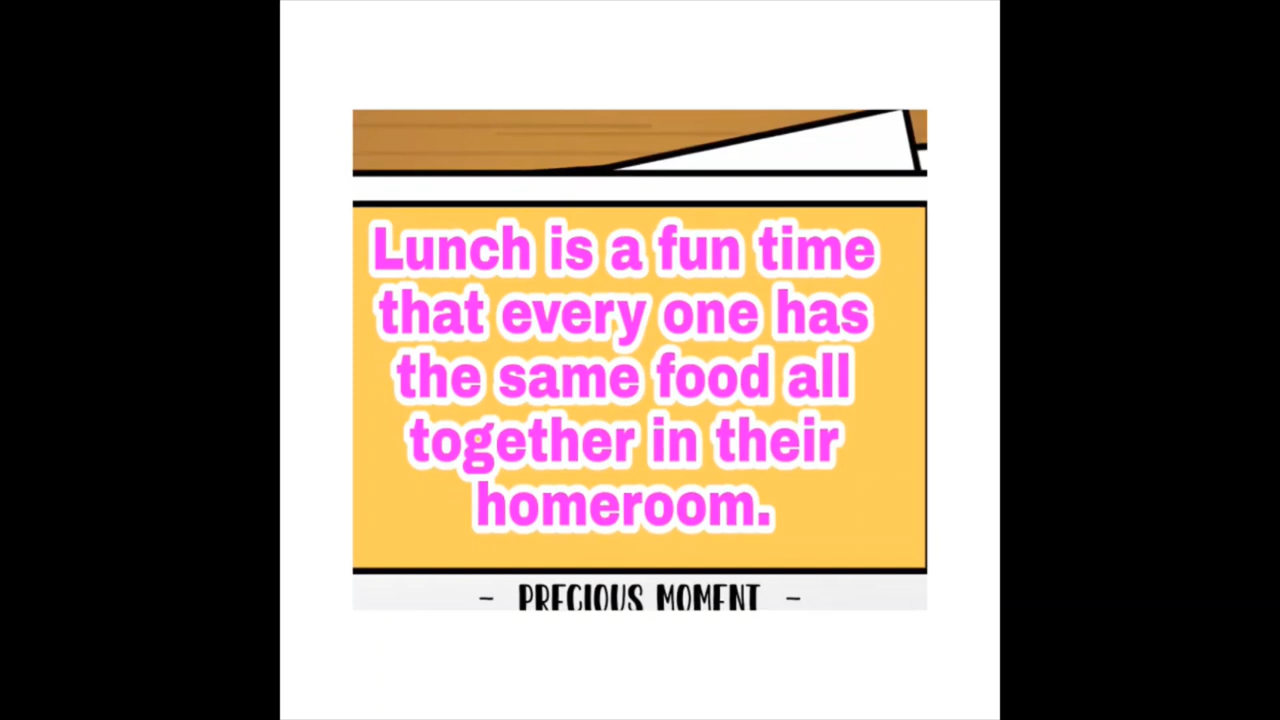 Lunch is a fun time
that every one has
the same food all
together in their
homeroom.
- PRECIOUS MOMENT -